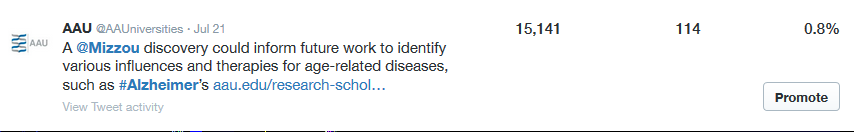 AAU @AAUniversities · Jul 21 15,141 114 0.8%
AAU
A @Mizzou discovery could inform future work to identify
various influences and therapies for age-related diseases,
such as #Alzheimer's aau.edu/research-schol…
View Tweet activity
Promote